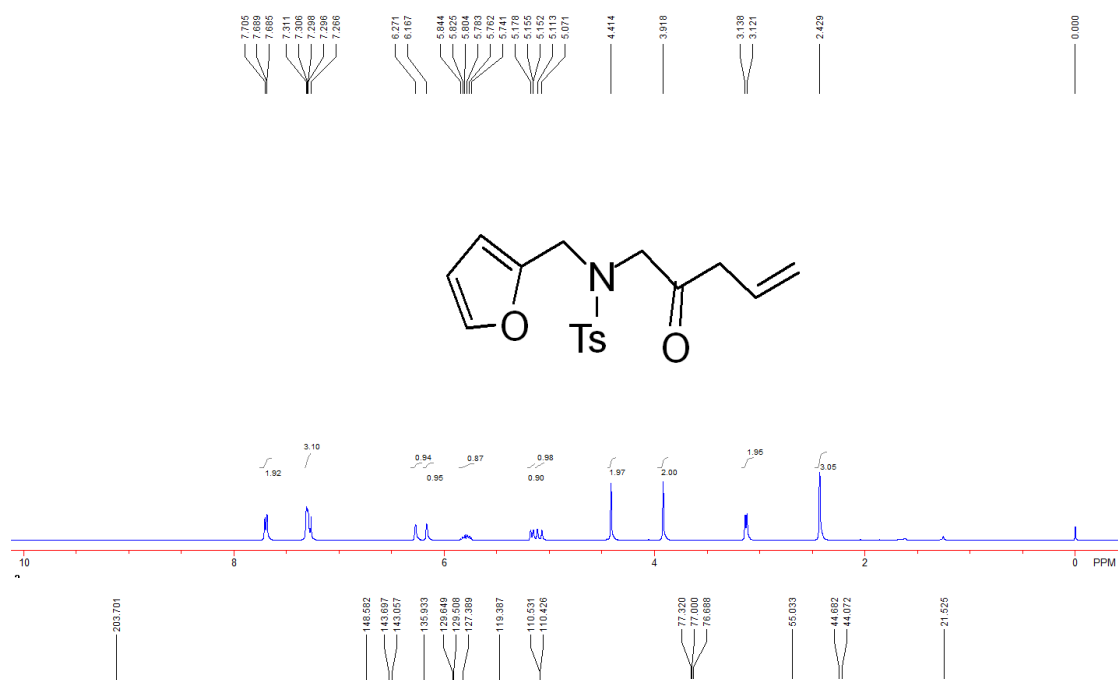 7.705 7.689 7.685 7.311 7.306 7.298 7.296 7.266 6.271 6.167 5.844 5.825 5.804 5.783 5.762 5.741 5.178 5.155 5.152 5.113 5.071 4.414 3.918 3.138 3.121 2.429 0.000
N
O
Ts
O
1.92 3.10 0.94 0.95 0.87 0.90 0.98 1.97 2.00 1.95 3.05
10 8 6 4 2 0 PPM
203.701 148.582 143.697 143.057 135.933 129.649 129.508 127.389 119.387 110.531 110.426 77.320 77.000 76.688 55.033 44.682 44.072 21.525